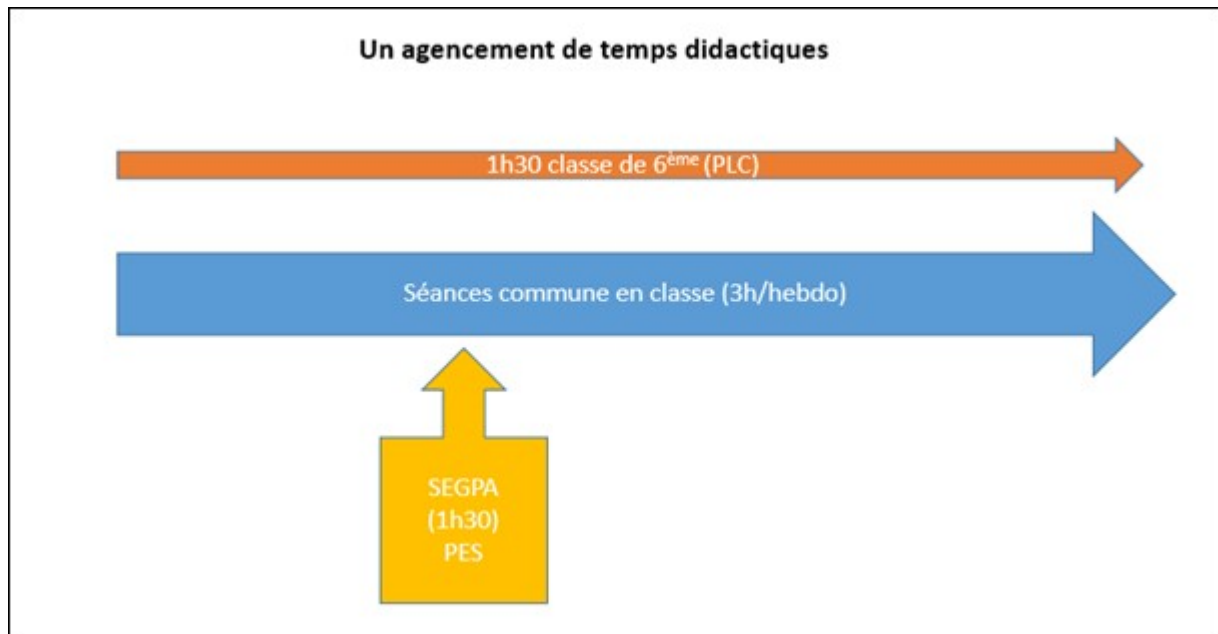 Un agencement de temps didactiques
1h30 classe de 6ème (PLC)
Séances commune en classe (3h/hebdo)
SEGPA
(1h30)
PES